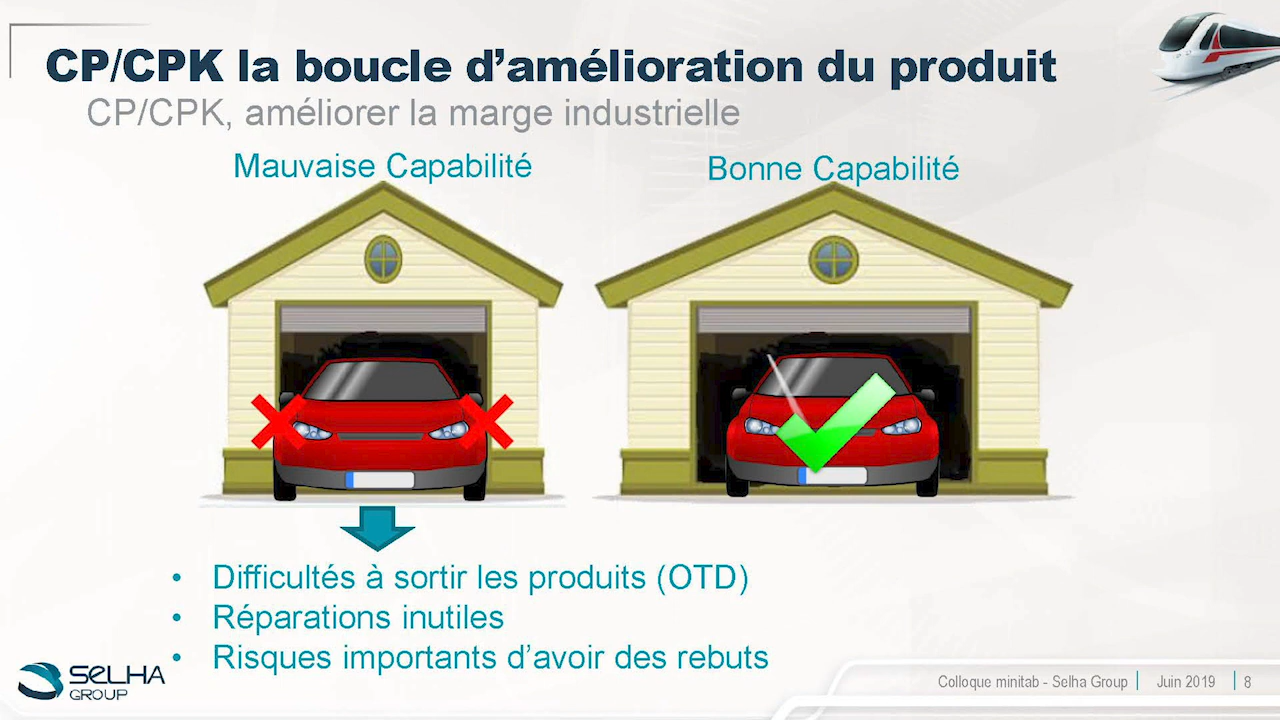 CP/CPK la boucle d’amélioration du produit
CP/CPK, améliorer la marge industrielle
Mauvaise Capabilité
Bonne Capabilité
• Difficultés à sortir les produits (OTD)
• Réparations inutiles
• Risques importants d’avoir des rebuts
SELHA
GROUP
Colloque minitab - Selha Group | Juin 2019 | 8